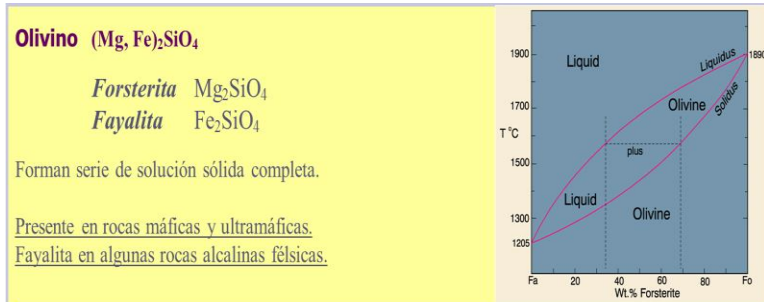 Olivino (Mg, Fe)₂SiO₄
Forsterita Mg₂SiO₄
Fayalita Fe₂SiO₄
Forman serie de solución sólida completa.
Presente en rocas máficas y ultramáficas.
Fayalita en algunas rocas alcalinas félsicas.
1900
Liquid
Liquidus
1890
Olivine
Solidus
1700
T °C
plus
1500
Liquid
Olivine
1300
1205
Fa 20 40 60 80 Fo
Wt.% Forsterite